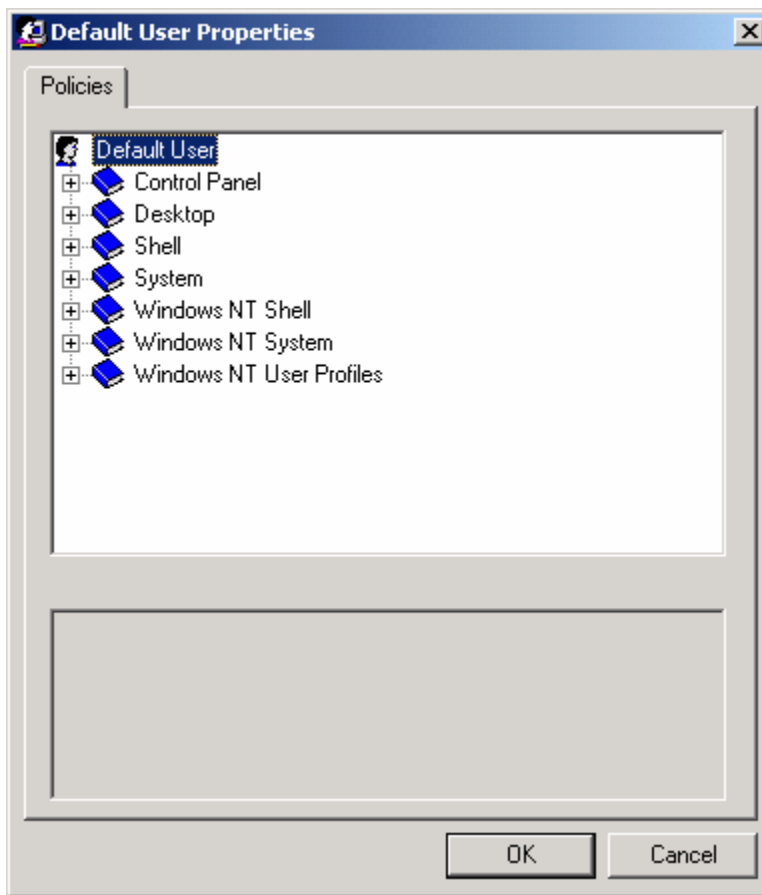 Default User Properties
Policies
Default User
Control Panel
Desktop
Shell
System
Windows NT Shell
Windows NT System
Windows NT User Profiles
OK
Cancel